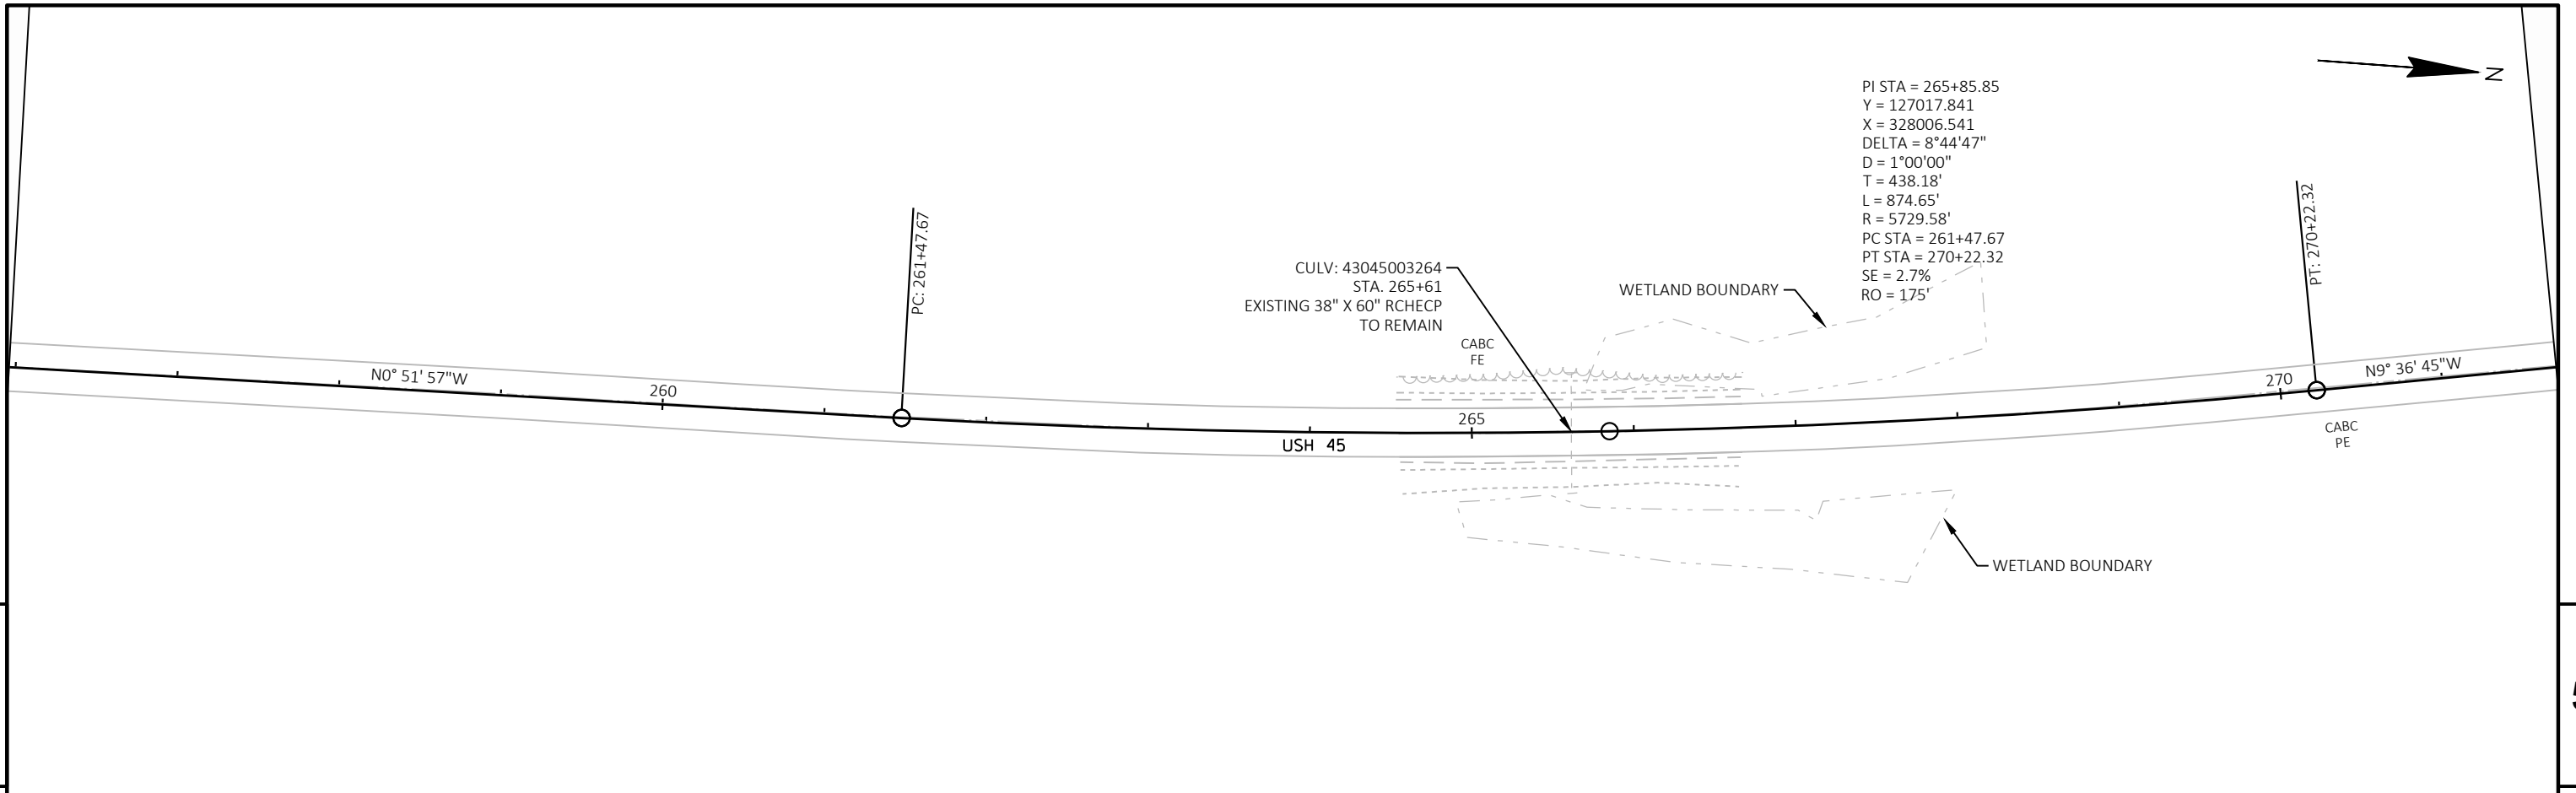 N
PI STA = 265+85.85
Y = 127017.841
X = 328006.541
DELTA = 8°44'47"
D = 1°00'00"
T = 438.18'
L = 874.65'
R = 5729.58'
PC STA = 261+47.67
PT STA = 270+22.32
SE = 2.7%
RO = 175'
PC: 261+47.67
PT: 270+22.32
CULV: 43045003264
STA. 265+61
EXISTING 38" X 60" RCHECP
TO REMAIN
WETLAND BOUNDARY
CABC
FE
N0° 51' 57"W
260
265
270
N9° 36' 45"W
USH 45
CABC
PE
WETLAND BOUNDARY